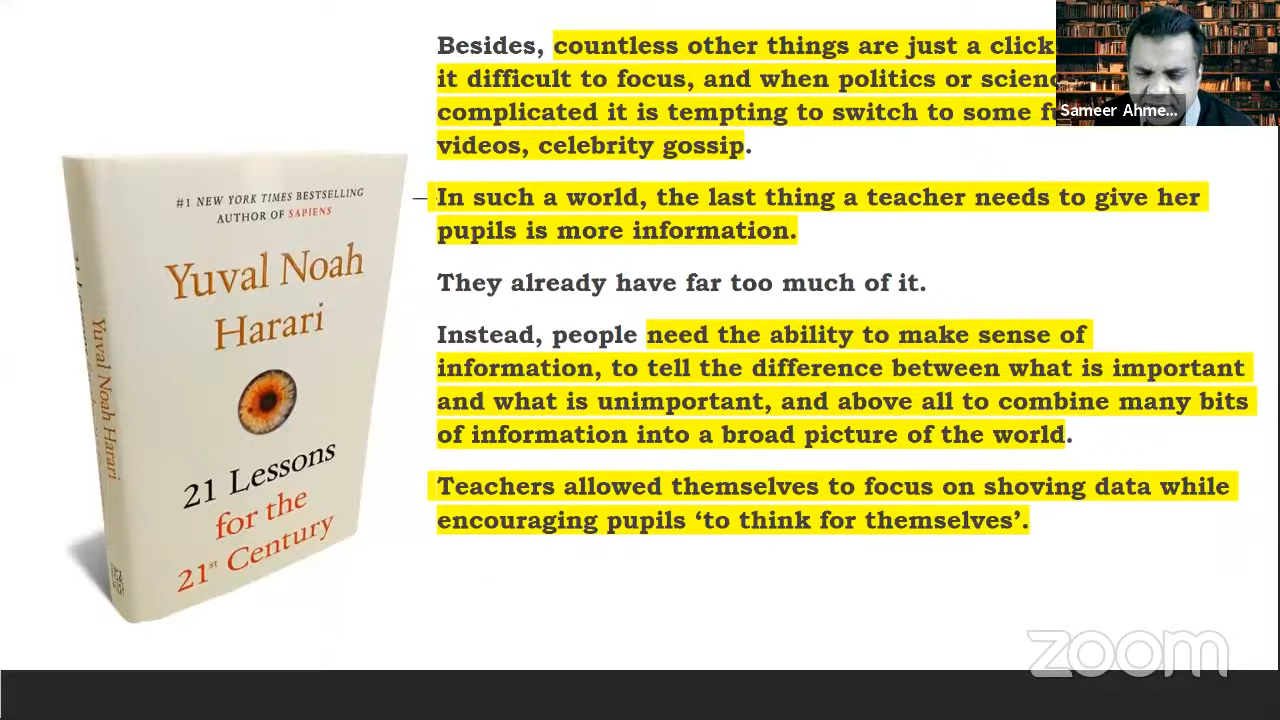 Besides, countless other things are just a click
it difficult to focus, and when politics or scienc
complicated it is tempting to switch to some fu
videos, celebrity gossip.
In such a world, the last thing a teacher needs to give her
pupils is more information.
They already have far too much of it.
Instead, people need the ability to make sense of
information, to tell the difference between what is important
and what is unimportant, and above all to combine many bits
of information into a broad picture of the world.
Teachers allowed themselves to focus on shoving data while
encouraging pupils ‘to think for themselves’.
#1 NEW YORK TIMES BESTSELLING
AUTHOR OF SAPIENS
Yuval Noah
Harari
21 Lessons
for the
21st Century
Yuval Noah Harari
Sameer Ahme...
zoom